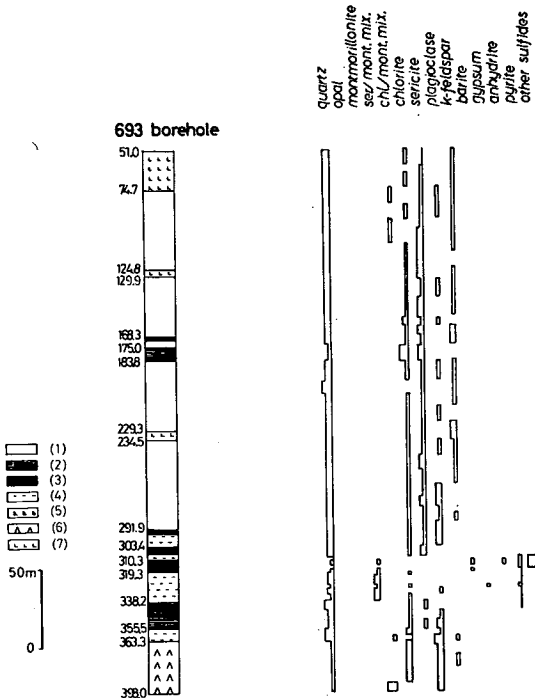 quartz
opal
montmorillonite
ser/mont. mix.
chl/mont. mix.
chlorite
sericite
plagioclase
k-feldspar
barite
gypsum
anhydrite
pyrite
other sulfides
693 borehole
51.0
74.7
124.8
129.9
168.3
175.0
183.8
229.3
234.5
291.9
303.4
310.3
319.3
338.2
355.5
363.3
398.0
(1)
(2)
(3)
(4)
(5)
(6)
(7)
50m
0